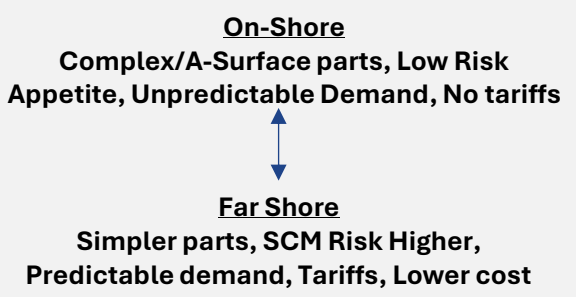 On-Shore
Complex/A-Surface parts, Low Risk
Appetite, Unpredictable Demand, No tariffs
Far Shore
Simpler parts, SCM Risk Higher,
Predictable demand, Tariffs, Lower cost